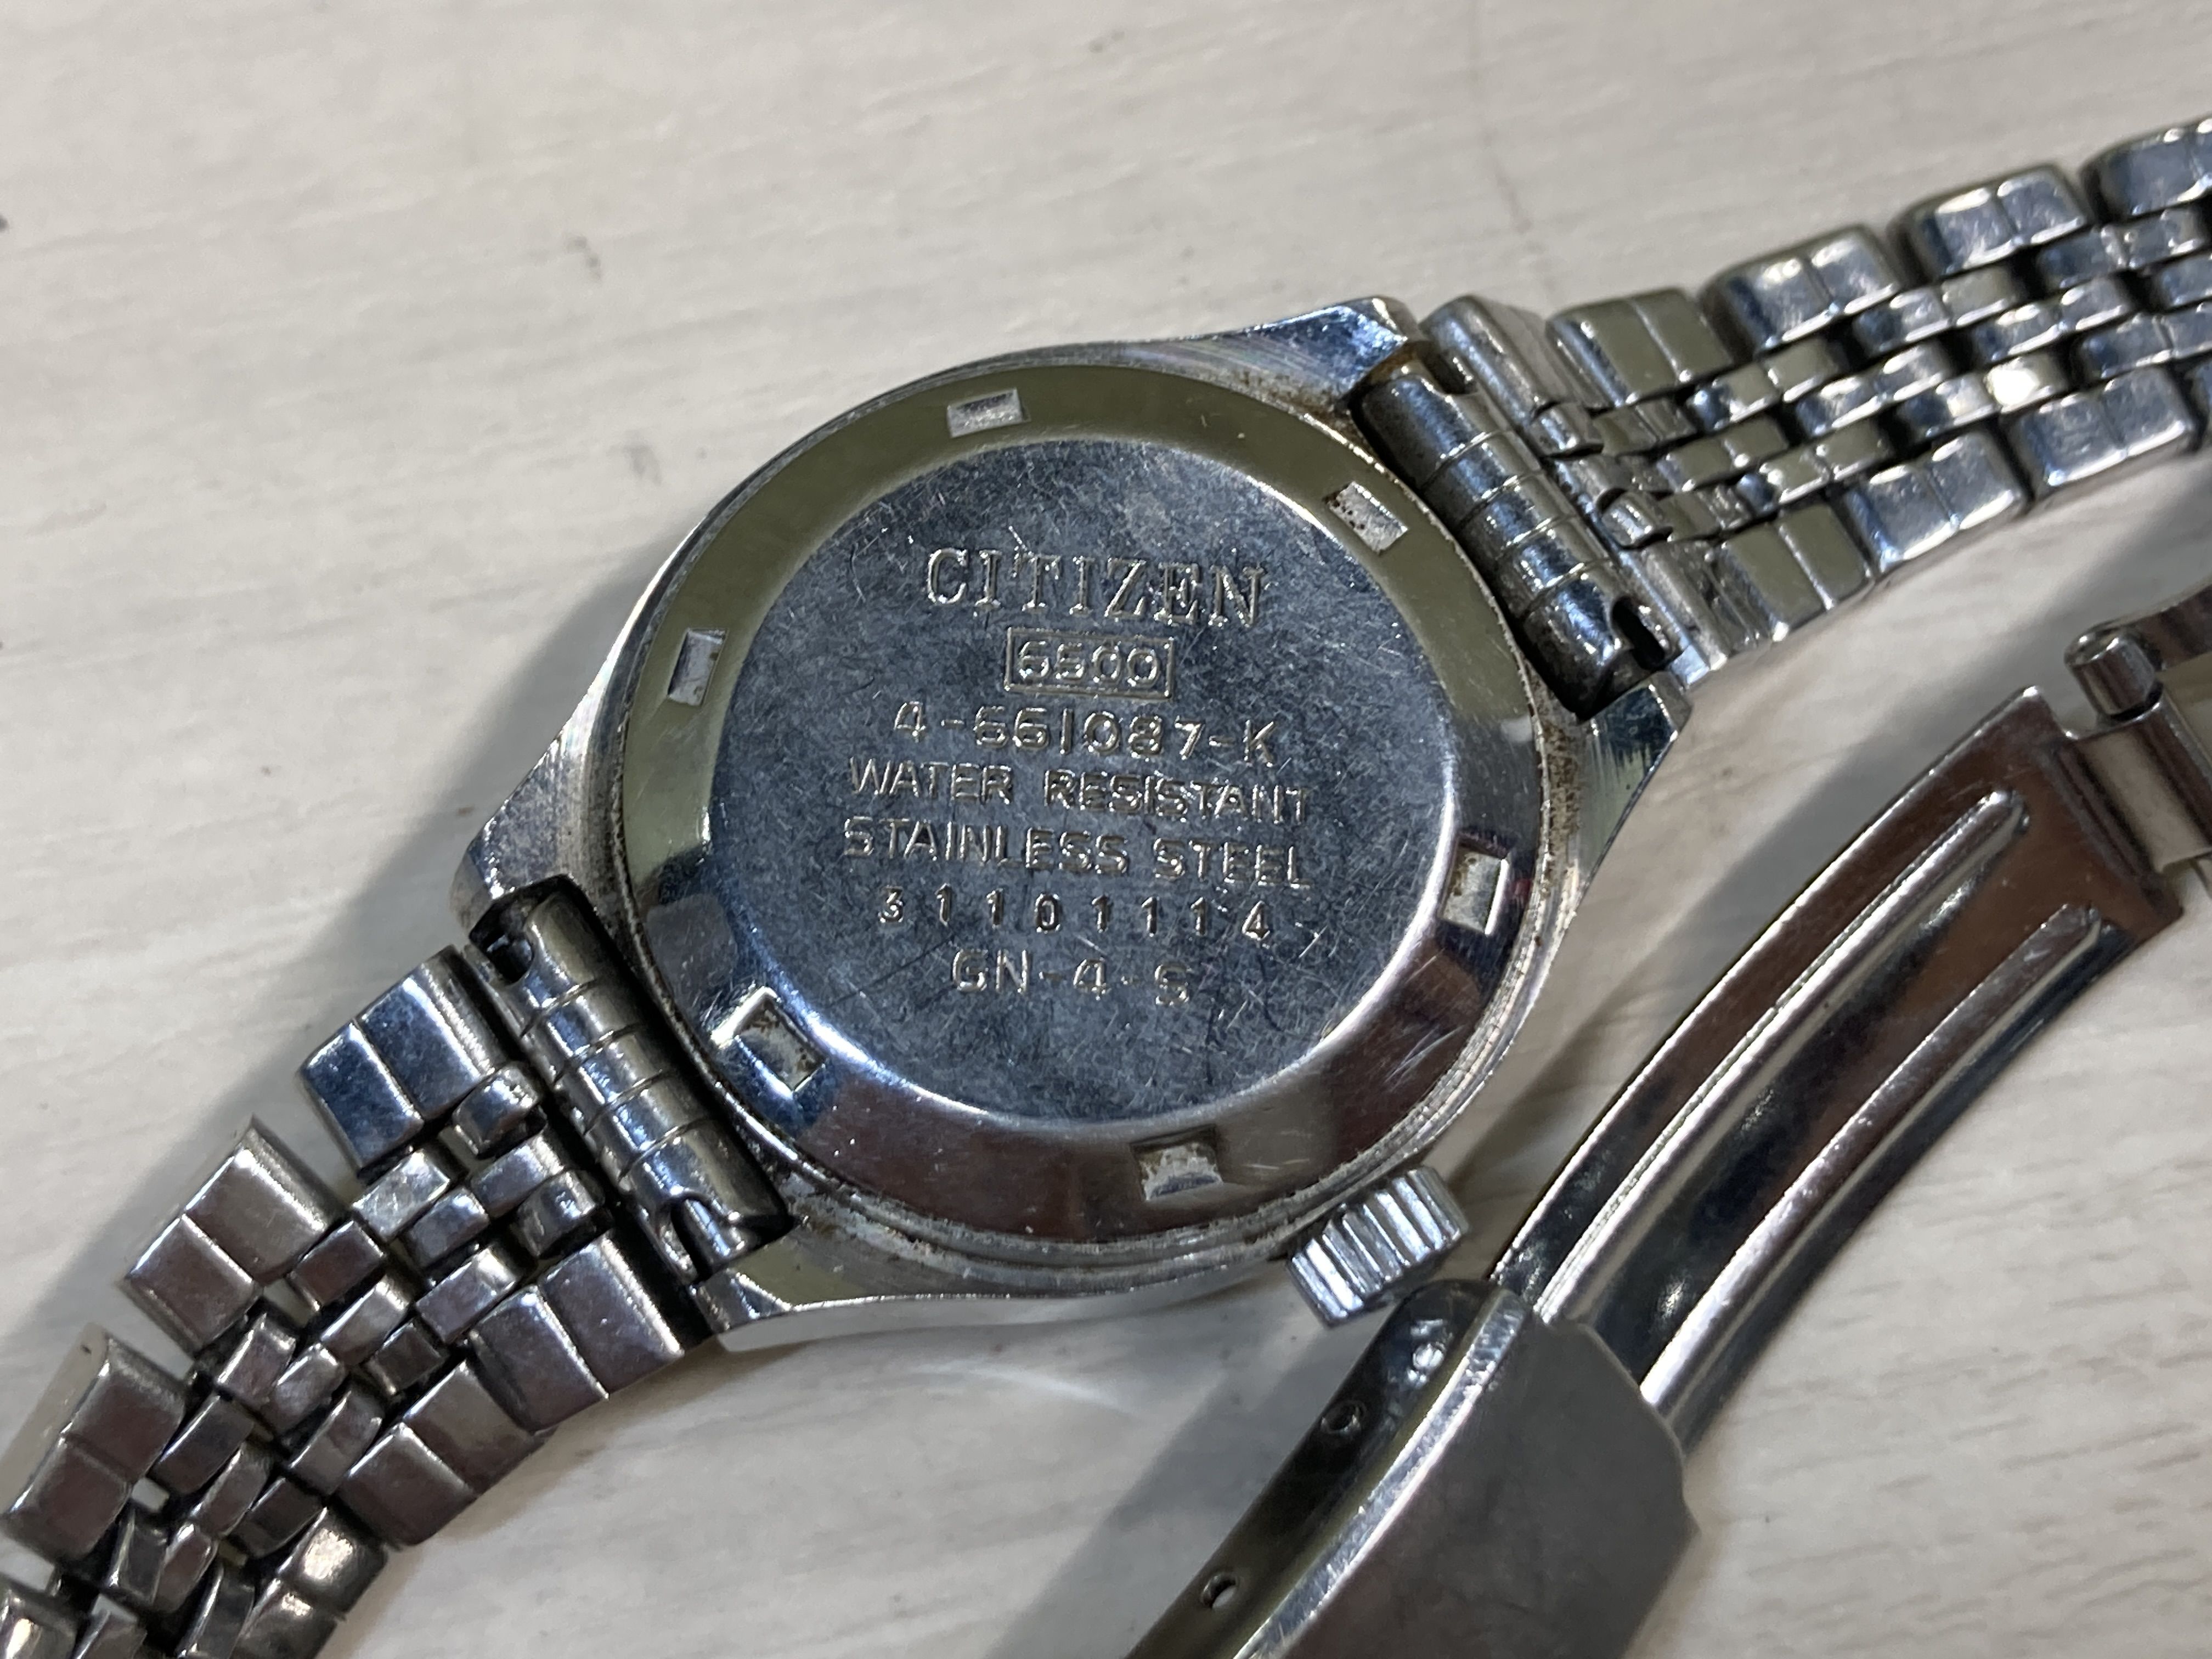 CITIZEN
6500
4-661087-K
WATER RESISTANT
STAINLESS STEEL
31101114
GN-4-S